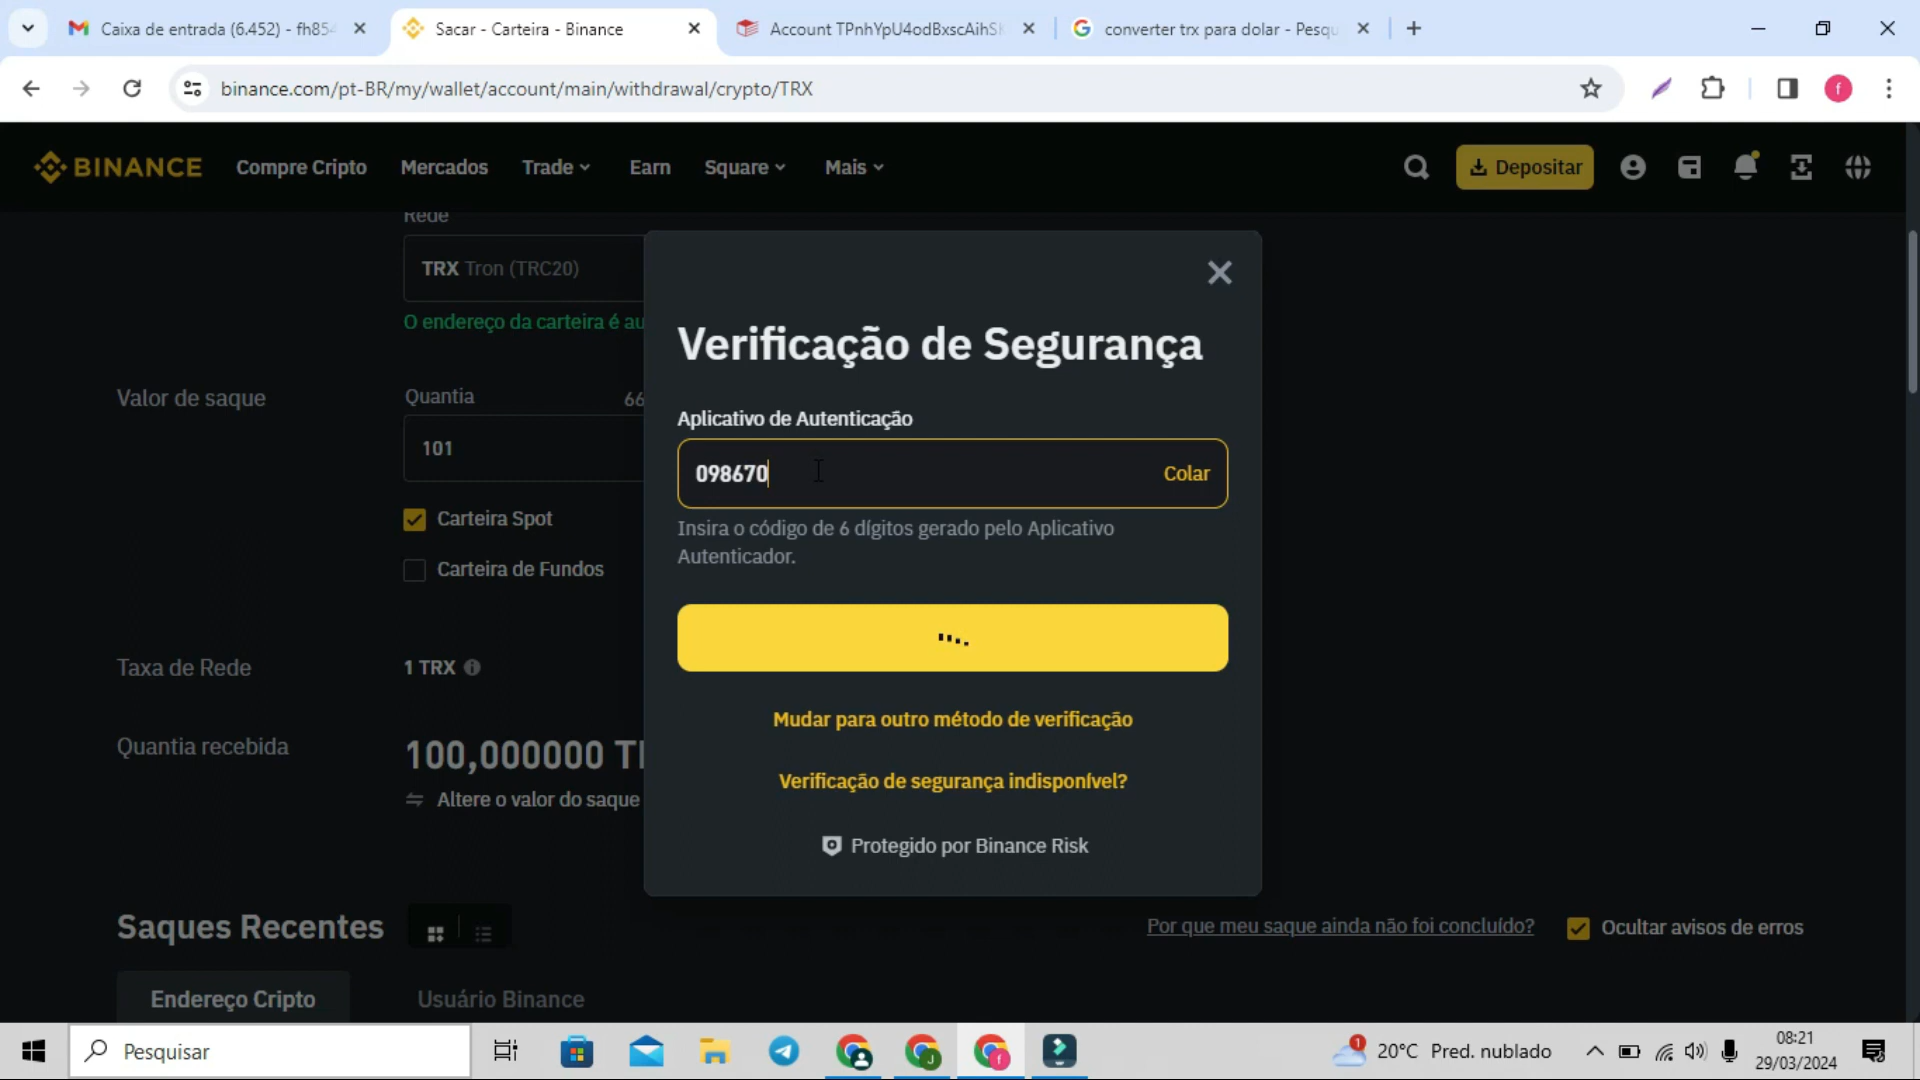 Caixa de entrada (6.452) - fh854
Sacar - Carteira - Binance
Account TPnhYpU4odBxscAihS
converter trx para dolar - Pesqu
binance.com/pt-BR/my/wallet/account/main/withdrawal/crypto/TRX
f
BINANCE
Compre Cripto
Mercados
Trade
Earn
Square
Mais
Depositar
Rede
TRX Tron (TRC20)
O endereço da carteira é au
Valor de saque
Quantia
66
101
Carteira Spot
Carteira de Fundos
Taxa de Rede
1 TRX
Quantia recebida
100,000000 T
Altere o valor do saque
Verificação de Segurança
Aplicativo de Autenticação
098670
Colar
Insira o código de 6 dígitos gerado pelo Aplicativo
Autenticador.
Mudar para outro método de verificação
Verificação de segurança indisponível?
Protegido por Binance Risk
Saques Recentes
Por que meu saque ainda não foi concluído?
Ocultar avisos de erros
Endereço Cripto
Usuário Binance
Pesquisar
J
f
1
20°C Pred. nublado
08:21
29/03/2024